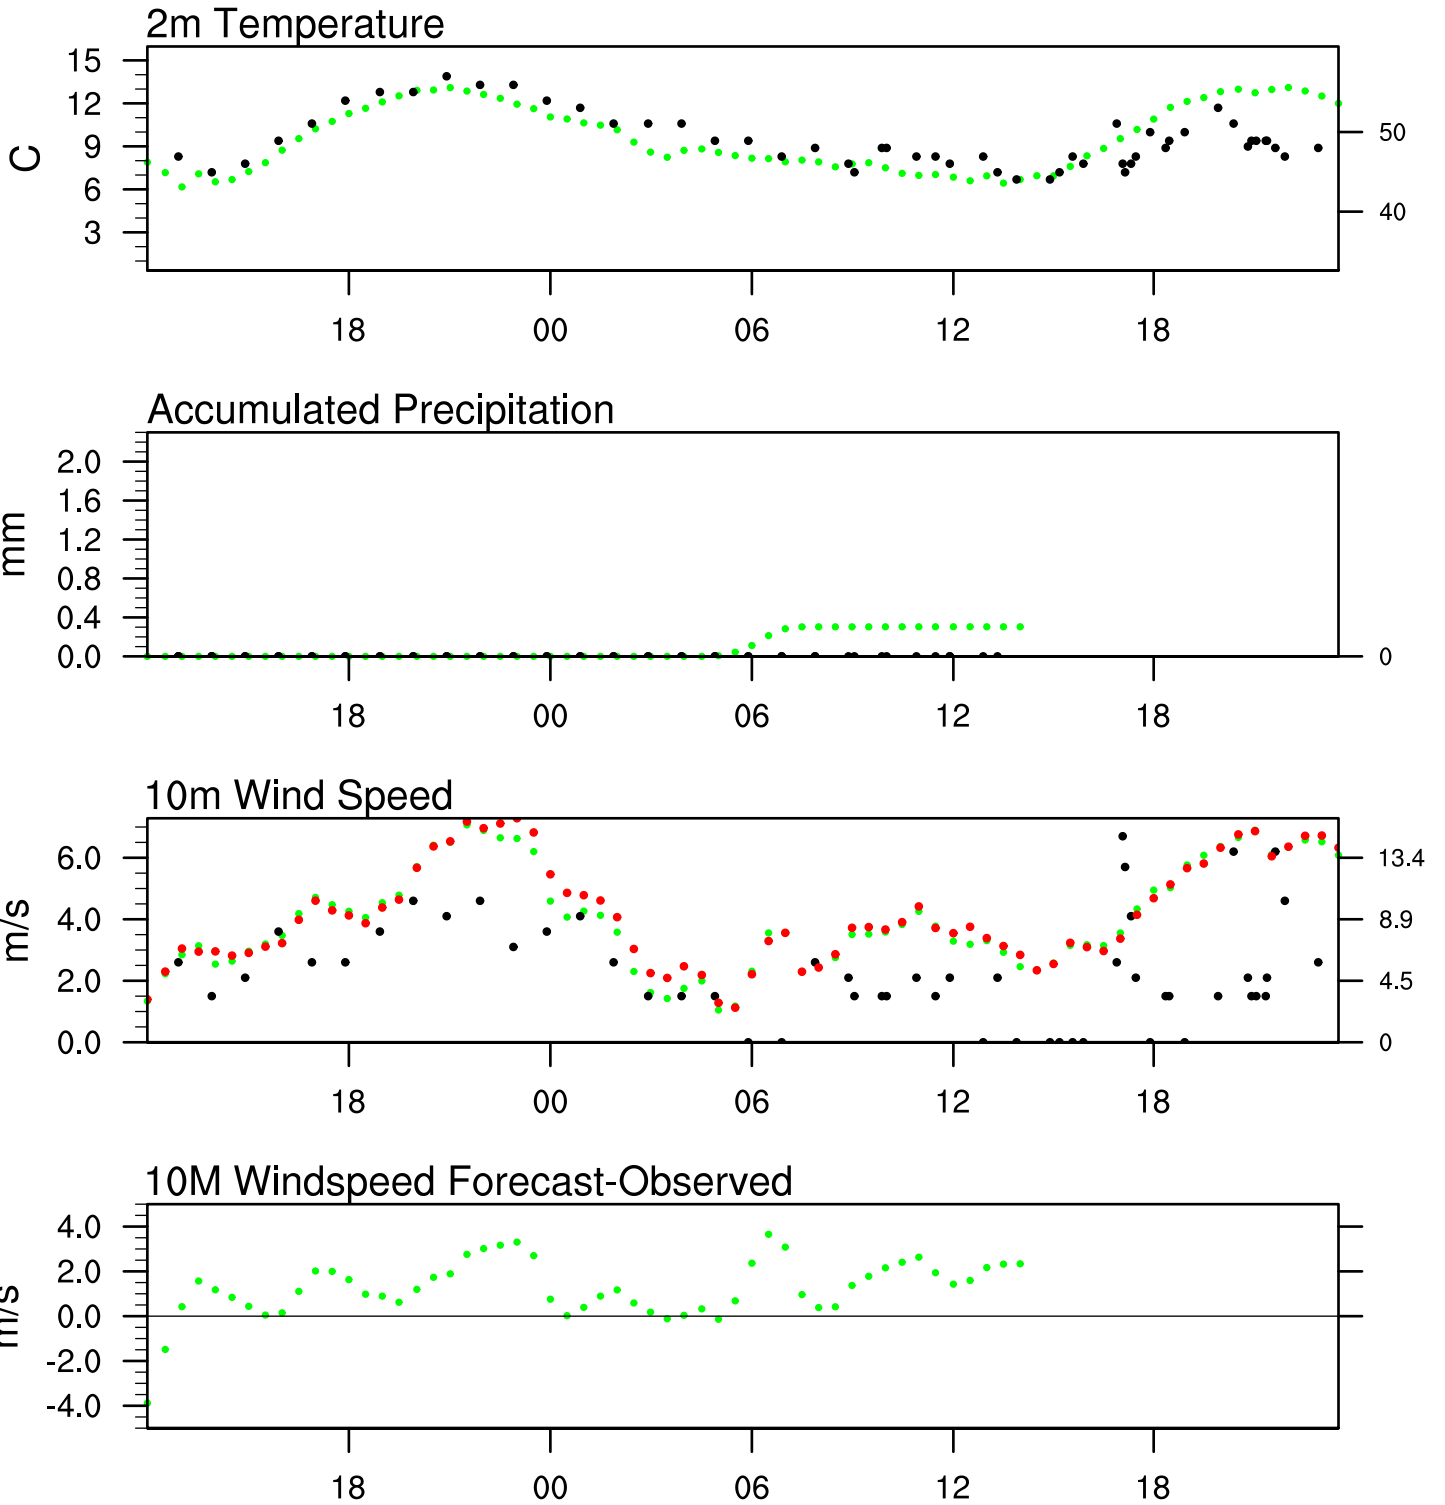 2m Temperature
15
12
9
6
3
C
50
40
18 00 06 12 18
Accumulated Precipitation
2.0
1.6
1.2
0.8
0.4
0.0
mm
0
18 00 06 12 18
10m Wind Speed
6.0
4.0
2.0
0.0
m/s
13.4
8.9
4.5
0
18 00 06 12 18
10M Windspeed Forecast-Observed
4.0
2.0
0.0
-2.0
-4.0
m/s
18 00 06 12 18